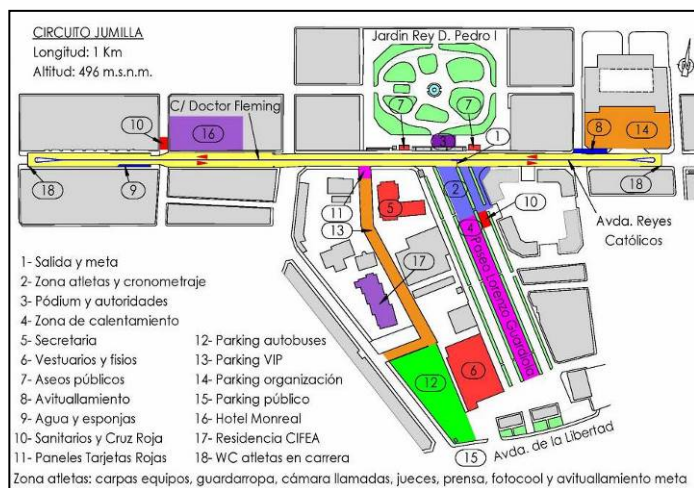 CIRCUITO JUMILLA
Longitud: 1 Km
Altitud: 496 m.s.n.m.
Jardin Rey D. Pedro I
C/ Doctor Fleming
10
16
7
3
7
1
8
14
18
9
11
13
5
2
4
10
18
Avda. Reyes
Católicos
Paseo Lorenzo Guardiola
17
12
6
15
Avda. de la Libertad
1- Salida y meta
2- Zona atletas y cronometraje
3- Pódium y autoridades
4- Zona de calentamiento
5- Secretaria
6- Vestuarios y fisios
7- Aseos públicos
8- Avituallamiento
9- Agua y esponjas
10- Sanitarios y Cruz Roja
11- Paneles Tarjetas Rojas
12- Parking autobuses
13- Parking VIP
14- Parking organización
15- Parking público
16- Hotel Monreal
17- Residencia CIFEA
18- WC atletas en carrera
Zona atletas: carpas equipos, guardarropa, cámara llamadas, jueces, prensa, fotocool y avituallamiento meta